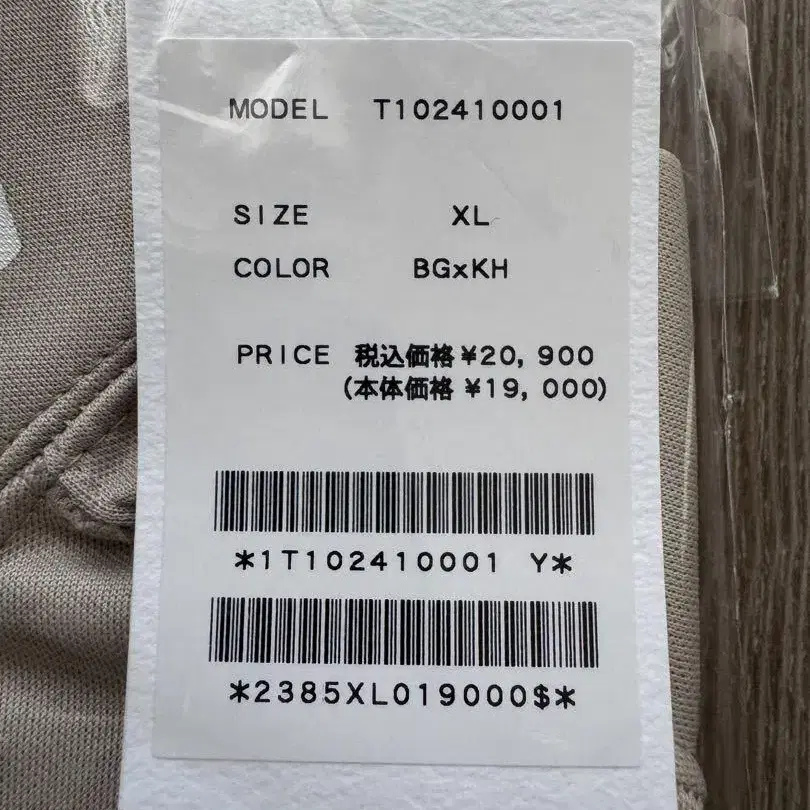 MODEL T102410001
SIZE XL
COLOR BGxKH
PRICE 税込価格 ¥20, 900
(本体価格 ¥19, 000)
*1T102410001 Y*
*2385XL019000$*